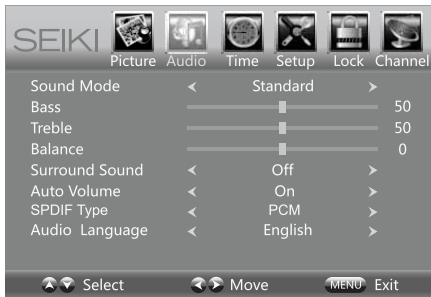 SEIKI
Picture Audio Time Setup Lock Channel
Sound Mode Standard
Bass 50
Treble 50
Balance 0
Surround Sound Off
Auto Volume On
SPDIF Type PCM
Audio Language English
Select Move MENU Exit